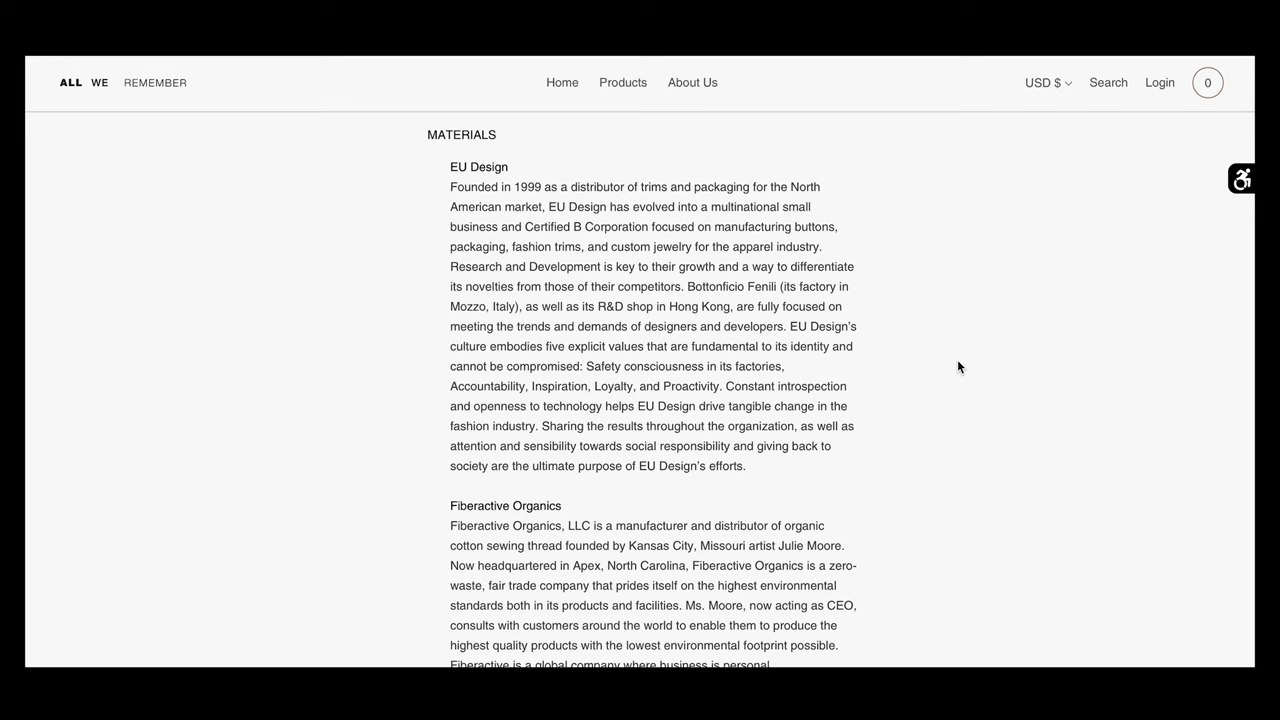 ALL WE REMEMBER
Home Products About Us
USD $ Search Login 0
MATERIALS
EU Design
Founded in 1999 as a distributor of trims and packaging for the North
American market, EU Design has evolved into a multinational small
business and Certified B Corporation focused on manufacturing buttons,
packaging, fashion trims, and custom jewelry for the apparel industry.
Research and Development is key to their growth and a way to differentiate
its novelties from those of their competitors. Bottonficio Fenili (its factory in
Mozzo, Italy), as well as its R&D shop in Hong Kong, are fully focused on
meeting the trends and demands of designers and developers. EU Design’s
culture embodies five explicit values that are fundamental to its identity and
cannot be compromised: Safety consciousness in its factories,
Accountability, Inspiration, Loyalty, and Proactivity. Constant introspection
and openness to technology helps EU Design drive tangible change in the
fashion industry. Sharing the results throughout the organization, as well as
attention and sensibility towards social responsibility and giving back to
society are the ultimate purpose of EU Design’s efforts.
Fiberactive Organics
Fiberactive Organics, LLC is a manufacturer and distributor of organic
cotton sewing thread founded by Kansas City, Missouri artist Julie Moore.
Now headquartered in Apex, North Carolina, Fiberactive Organics is a zero-
waste, fair trade company that prides itself on the highest environmental
standards both in its products and facilities. Ms. Moore, now acting as CEO,
consults with customers around the world to enable them to produce the
highest quality products with the lowest environmental footprint possible.
Fiberactive is a global company where business is personal.